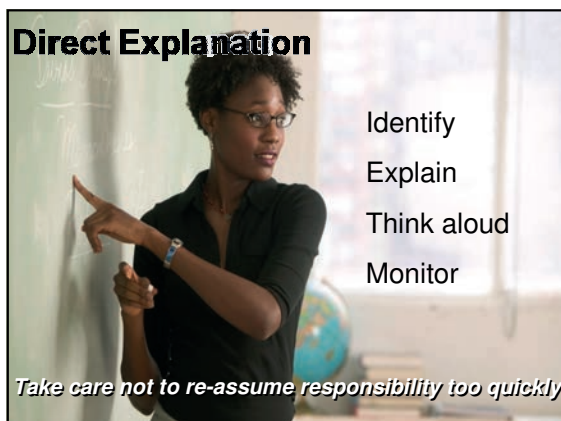 Direct Explanation
Identify
Explain
Think aloud
Monitor
Take care not to re-assume responsibility too quickly